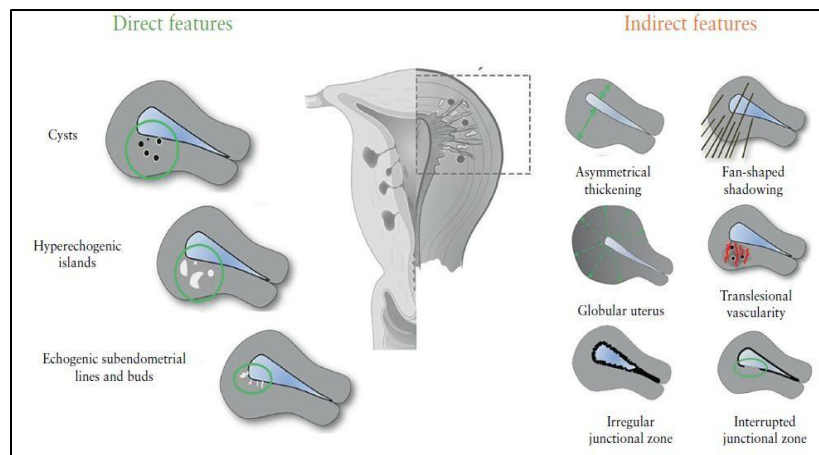 Direct features
Indirect features
Cysts
Hyperechogenic
islands
Echogenic subendometrial
lines and buds
Asymmetrical
thickening
Fan-shaped
shadowing
Globular uterus
Translesional
vascularity
Irregular
junctional zone
Interrupted
junctional zone